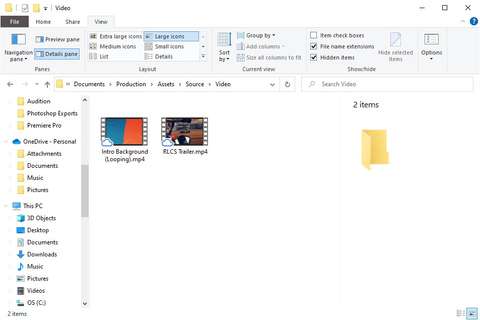 Video
File
Home
Share
View
Navigation pane
Preview pane
Details pane
Panes
Extra large icons
Large icons
Medium icons
Small icons
List
Details
Layout
Sort by
Group by
Add columns
Size all columns to fit
Current view
Item check boxes
File name extensions
Hidden items
Hide selected items
Show/hide
Options
Documents > Production > Assets > Source > Video
Search Video
Audition
Photoshop Exports
Premiere Pro
OneDrive - Personal
Attachments
Documents
Music
Pictures
This PC
3D Objects
Desktop
Documents
Downloads
Music
Pictures
Videos
OS (C:)
Intro Background
(Looping).mp4
RLCS Trailer.mp4
2 items
2 items